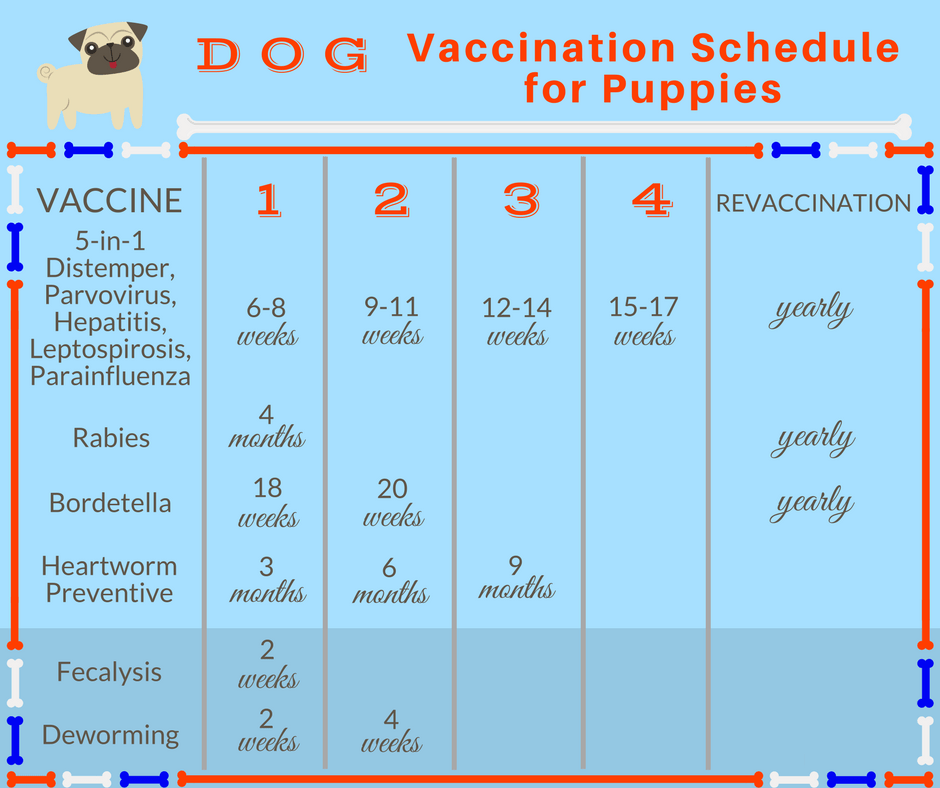 DOG Vaccination Schedule
for Puppies
VACCINE 1 2 3 4 REVACCINATION
5-in-1
Distemper,
Parvovirus,
Hepatitis,
Leptospirosis,
Parainfluenza
6-8
weeks
9-11
weeks
12-14
weeks
15-17
weeks
yearly
Rabies
4
months
yearly
Bordetella
18
weeks
20
weeks
yearly
Heartworm
Preventive
3
months
6
months
9
months
Fecalysis
2
weeks
Deworming
2
weeks
4
weeks